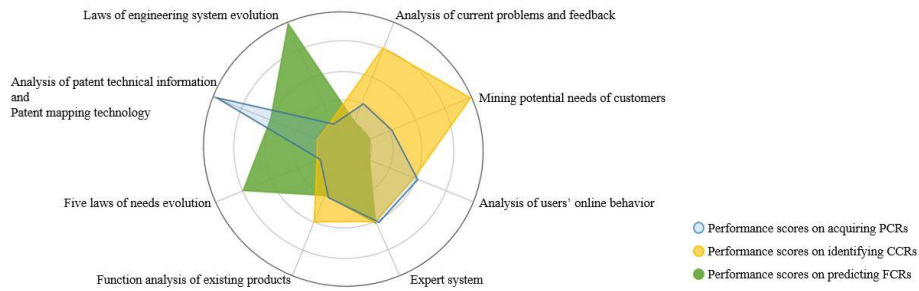 Laws of engineering system evolution
Analysis of current problems and feedback
Analysis of patent technical information
and
Patent mapping technology
Mining potential needs of customers
Five laws of needs evolution
Analysis of users’ online behavior
Function analysis of existing products
Expert system
Performance scores on acquiring PCRs
Performance scores on identifying CCRs
Performance scores on predicting FCRs